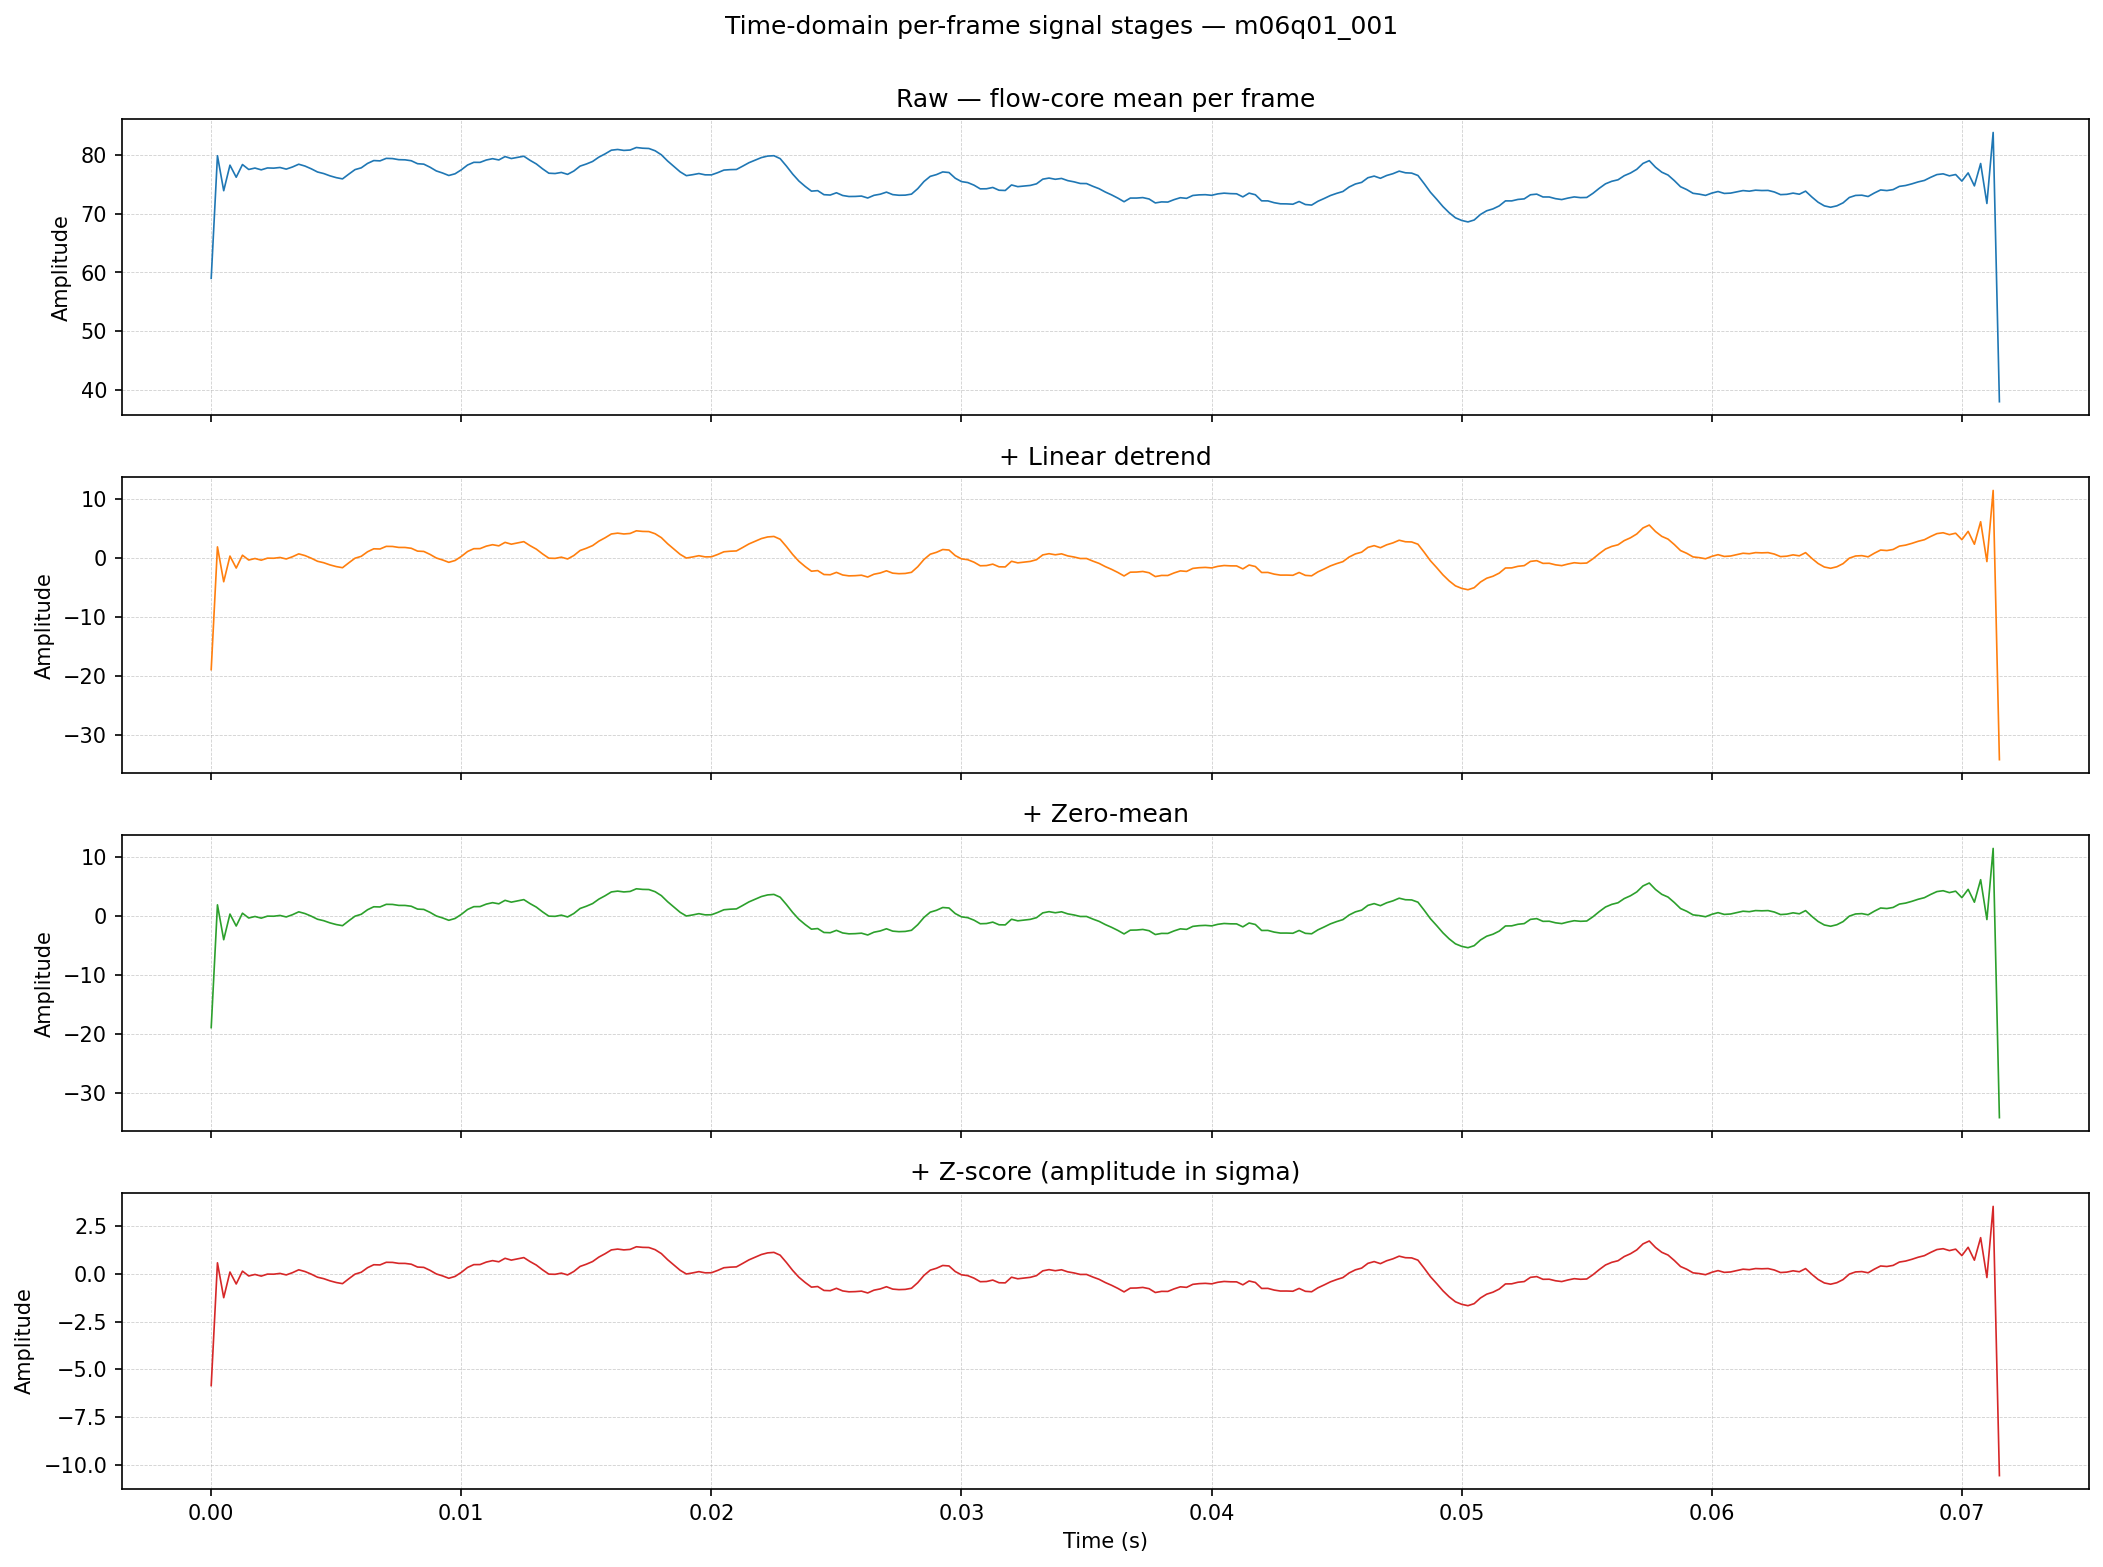 Time-domain per-frame signal stages — m06q01_001
Raw — flow-core mean per frame
Amplitude
80
70
60
50
40
+ Linear detrend
Amplitude
10
0
−10
−20
−30
+ Zero-mean
Amplitude
10
0
−10
−20
−30
+ Z-score (amplitude in sigma)
Amplitude
2.5
0.0
−2.5
−5.0
−7.5
−10.0
0.00 0.01 0.02 0.03 0.04 0.05 0.06 0.07
Time (s)